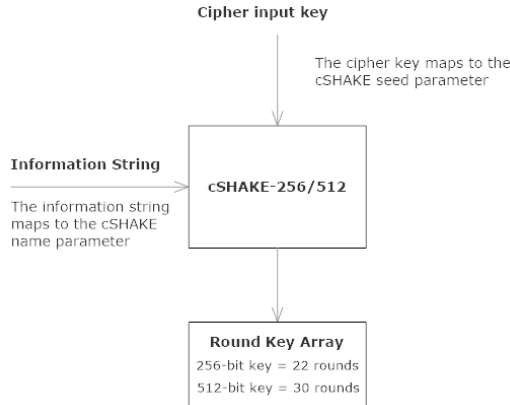 Cipher input key
The cipher key maps to the
cSHAKE seed parameter
Information String
cSHAKE-256/512
The information string
maps to the cSHAKE
name parameter
Round Key Array
256-bit key = 22 rounds
512-bit key = 30 rounds